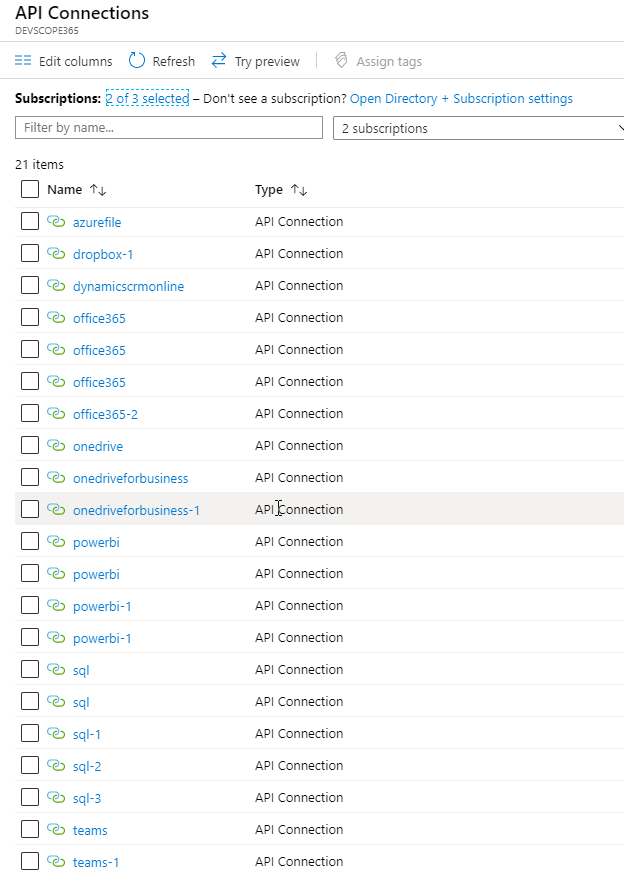 API Connections
DEVSCOPE365
Edit columns Refresh Try preview Assign tags
Subscriptions: 2 of 3 selected – Don't see a subscription? Open Directory + Subscription settings
Filter by name... 2 subscriptions
21 items
Name Type
azurefile API Connection
dropbox-1 API Connection
dynamicscrmonline API Connection
office365 API Connection
office365 API Connection
office365 API Connection
office365-2 API Connection
onedrive API Connection
onedriveforbusiness API Connection
onedriveforbusiness-1 API Connection
powerbi API Connection
powerbi API Connection
powerbi-1 API Connection
powerbi-1 API Connection
sql API Connection
sql API Connection
sql-1 API Connection
sql-2 API Connection
sql-3 API Connection
teams API Connection
teams-1 API Connection